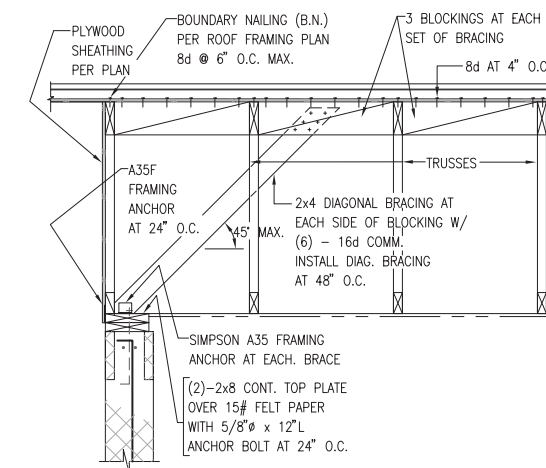 PLYWOOD
SHEATHING
PER PLAN
BOUNDARY NAILING (B.N.)
PER ROOF FRAMING PLAN
8d @ 6" O.C. MAX.
3 BLOCKINGS AT EACH
SET OF BRACING
8d AT 4" O.C
A35F
FRAMING
ANCHOR
AT 24" O.C.
TRUSSES
45° MAX.
2x4 DIAGONAL BRACING AT
EACH SIDE OF BLOCKING W/
(6) – 16d COMM.
INSTALL DIAG. BRACING
AT 48" O.C.
SIMPSON A35 FRAMING
ANCHOR AT EACH. BRACE
(2)–2x8 CONT. TOP PLATE
OVER 15# FELT PAPER
WITH 5/8"ø x 12"L
ANCHOR BOLT AT 24" O.C.